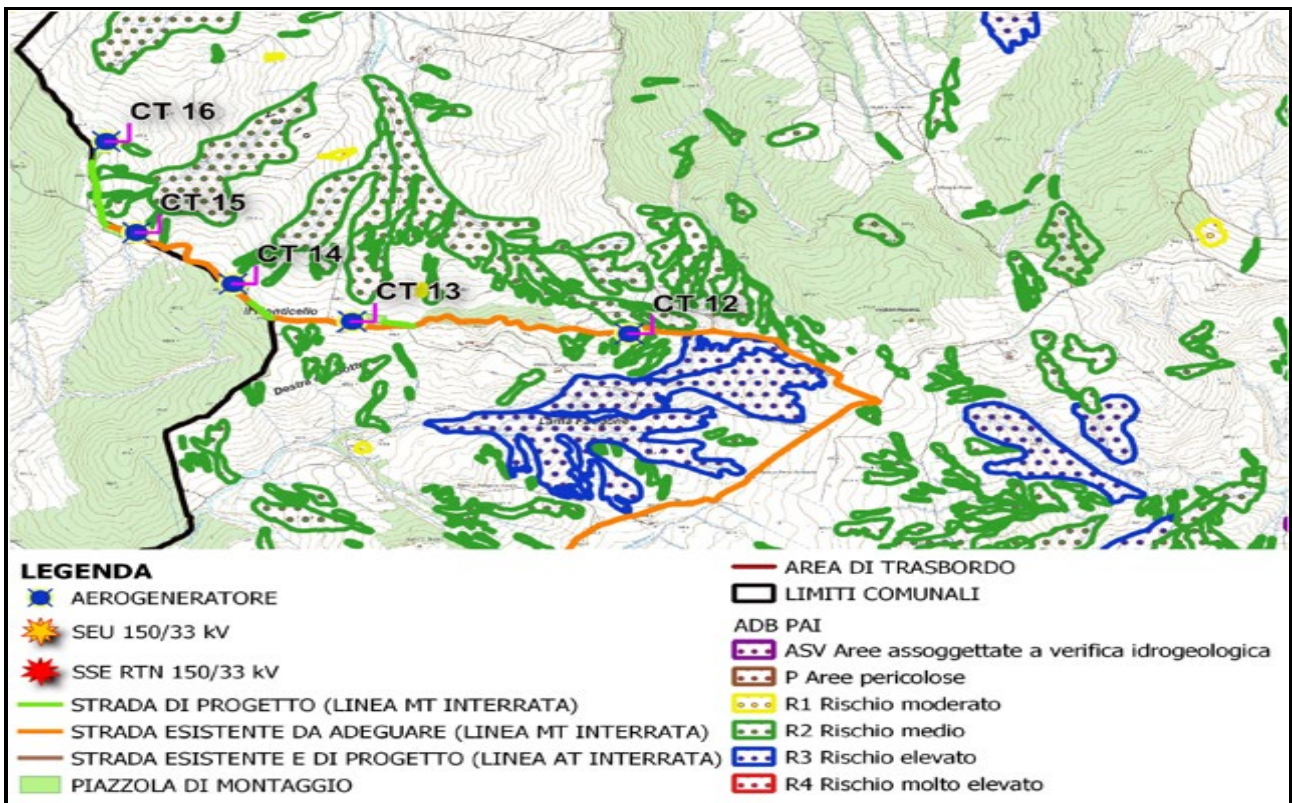 CT 16
CT 15
CT 14
CT 13
CT 12
LEGENDA
AEROGENERATORE
SEU 150/33 kV
SSE RTN 150/33 kV
STRADA DI PROGETTO (LINEA MT INTERRATA)
STRADA ESISTENTE DA ADEGUARE (LINEA MT INTERRATA)
STRADA ESISTENTE E DI PROGETTO (LINEA AT INTERRATA)
PIAZZOLA DI MONTAGGIO
AREA DI TRASBORDO
LIMITI COMUNALI
ADB PAI
ASV Aree assoggettate a verifica idrogeologica
P Aree pericolose
R1 Rischio moderato
R2 Rischio medio
R3 Rischio elevato
R4 Rischio molto elevato